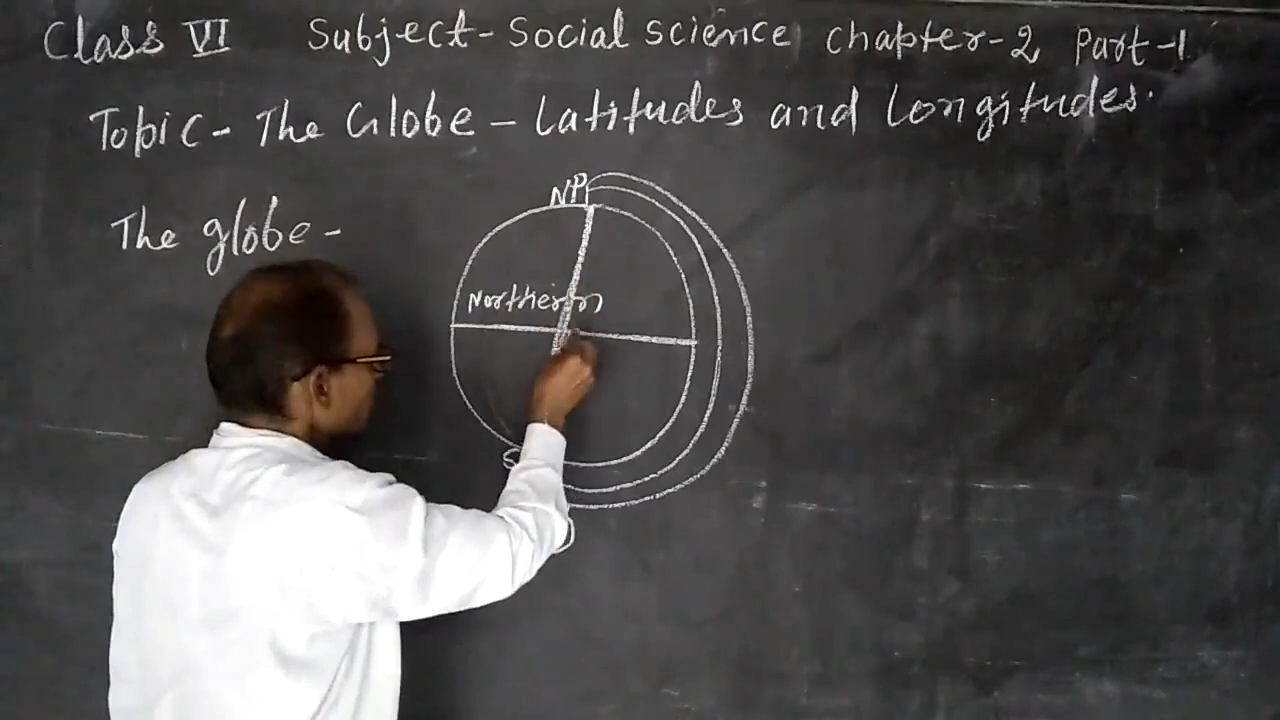 Class VI Subject-Social science chapter-2 Part-1
Topic- The Globe - Latitudes and Longitudes.
NP
The globe-
Northern
S